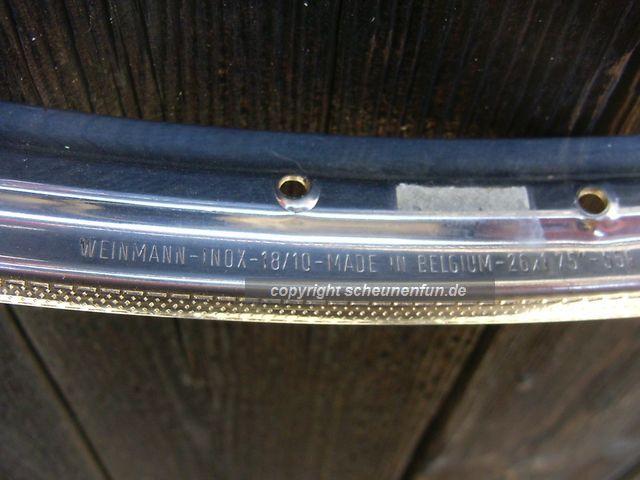 WEINMANN-INOX-18/10-MADE IN BELGIUM-26x1 75"-
copyright scheunenfun.de